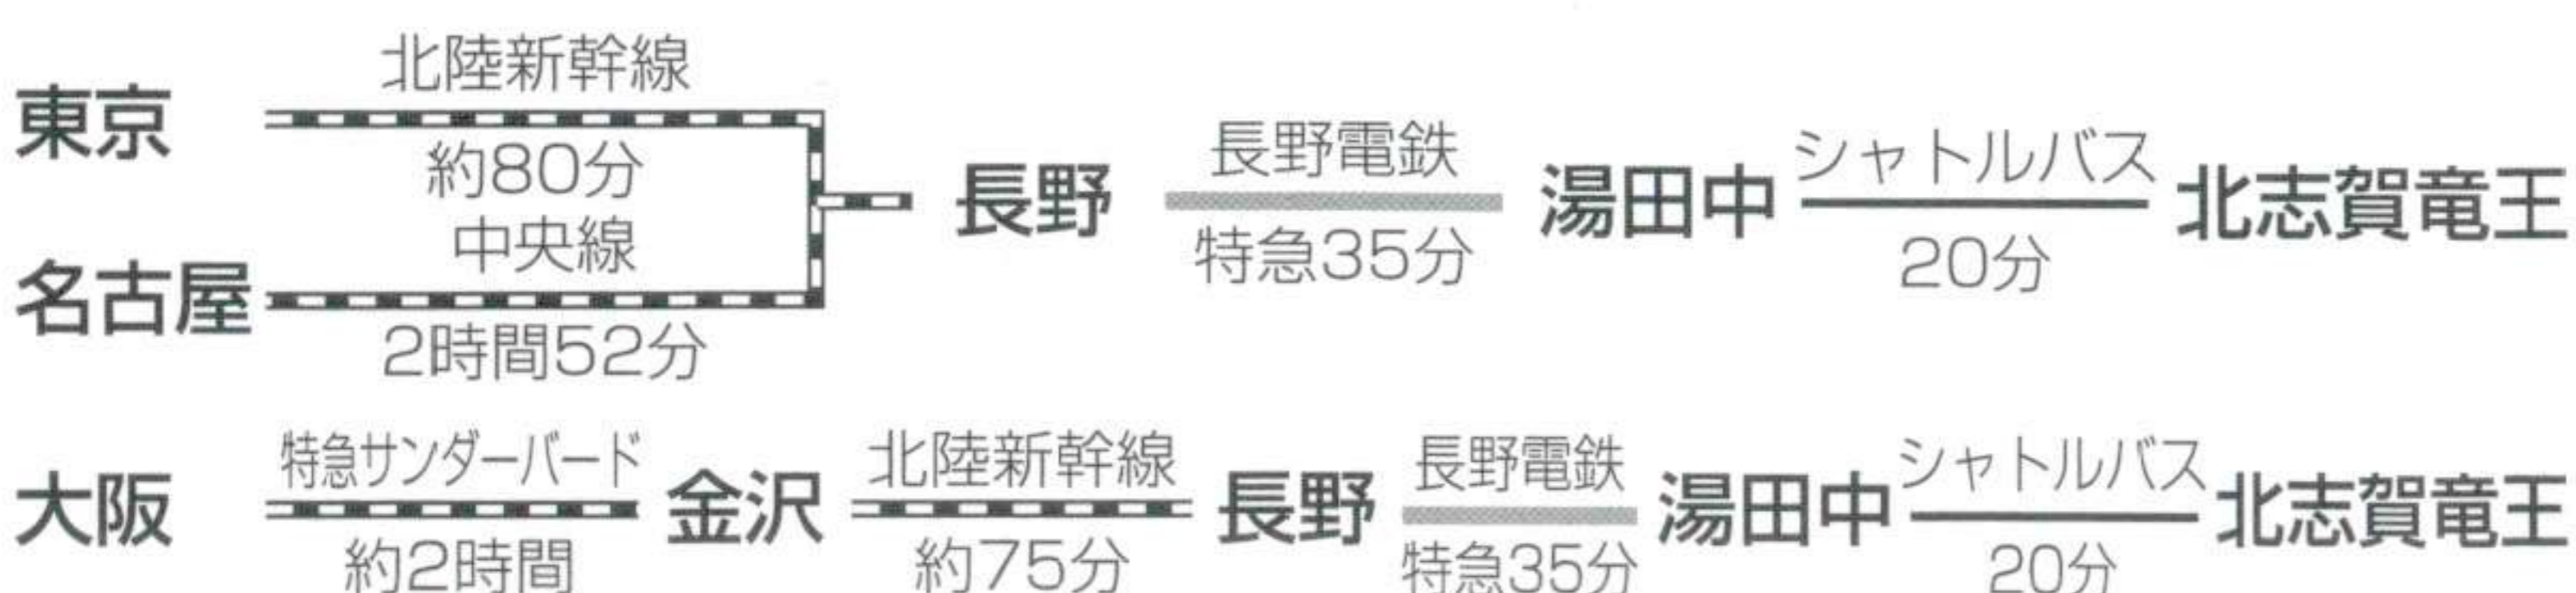 北陸新幹線
東京
約80分
長野 長野電鉄 湯田中 シャトルバス 北志賀竜王
特急35分 20分
中央線
名古屋
2時間52分
特急サンダーバード 北陸新幹線 長野電鉄 シャトルバス
大阪 金沢 長野 湯田中 北志賀竜王
約2時間 約75分 特急35分 20分